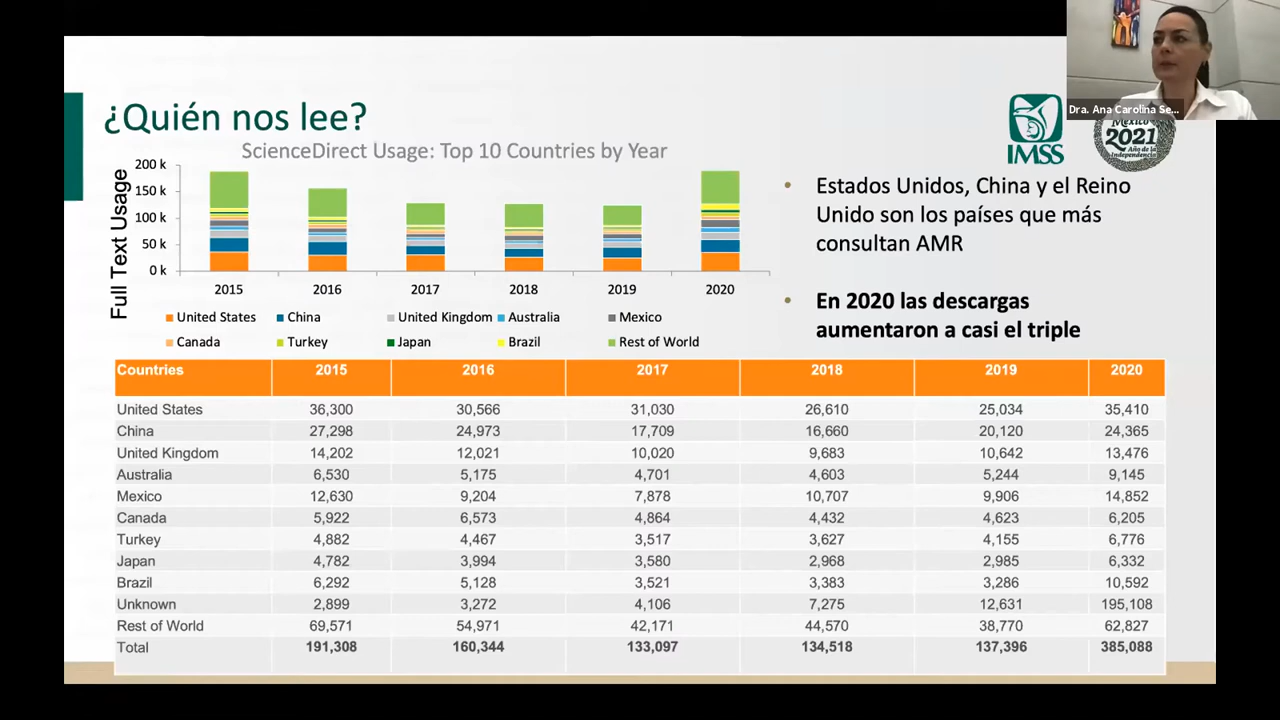 Dra. Ana Carolina Se...
¿Quién nos lee?
IMSS
México
2021
Año de la
Independencia
ScienceDirect Usage: Top 10 Countries by Year
Full Text Usage
200 k
150 k
100 k
50 k
0 k
2015 2016 2017 2018 2019 2020
United States China United Kingdom Australia Mexico
Canada Turkey Japan Brazil Rest of World
• Estados Unidos, China y el Reino
Unido son los países que más
consultan AMR
• En 2020 las descargas
aumentaron a casi el triple
Countries 2015 2016 2017 2018 2019 2020
United States 36,300 30,566 31,030 26,610 25,034 35,410
China 27,298 24,973 17,709 16,660 20,120 24,365
United Kingdom 14,202 12,021 10,020 9,683 10,642 13,476
Australia 6,530 5,175 4,701 4,603 5,244 9,145
Mexico 12,630 9,204 7,878 10,707 9,906 14,852
Canada 5,922 6,573 4,864 4,432 4,623 6,205
Turkey 4,882 4,467 3,517 3,627 4,155 6,776
Japan 4,782 3,994 3,580 2,968 2,985 6,332
Brazil 6,292 5,128 3,521 3,383 3,286 10,592
Unknown 2,899 3,272 4,106 7,275 12,631 195,108
Rest of World 69,571 54,971 42,171 44,570 38,770 62,827
Total 191,308 160,344 133,097 134,518 137,396 385,088